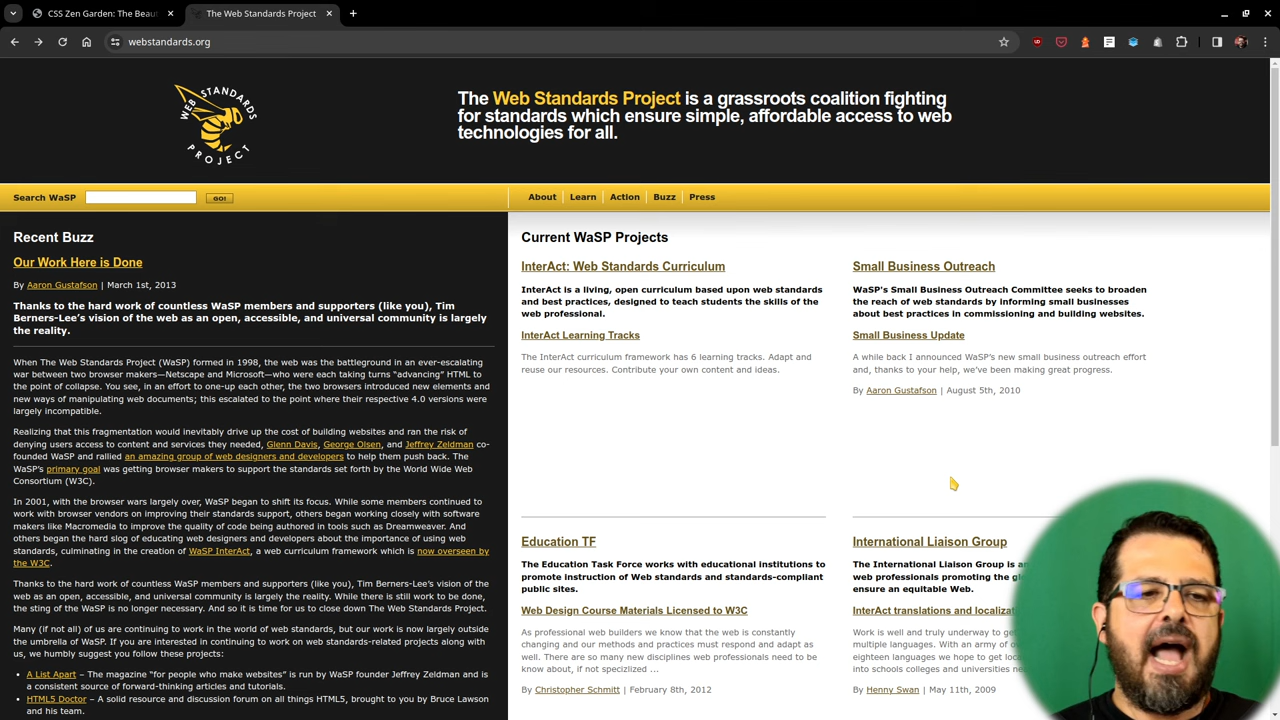 CSS Zen Garden: The Beau
The Web Standards Project
webstandards.org
WEB STANDARDS
PROJECT
The Web Standards Project is a grassroots coalition fighting
for standards which ensure simple, affordable access to web
technologies for all.
Search WaSP
GO!
About
Learn
Action
Buzz
Press
Recent Buzz
Our Work Here is Done
By Aaron Gustafson | March 1st, 2013
Thanks to the hard work of countless WaSP members and supporters (like you), Tim
Berners-Lee’s vision of the web as an open, accessible, and universal community is largely
the reality.
When The Web Standards Project (WaSP) formed in 1998, the web was the battleground in an ever-escalating
war between two browser makers—Netscape and Microsoft—who were each taking turns “advancing” HTML to
the point of collapse. You see, in an effort to one-up each other, the two browsers introduced new elements and
new ways of manipulating web documents; this escalated to the point where their respective 4.0 versions were
largely incompatible.
Realizing that this fragmentation would inevitably drive up the cost of building websites and ran the risk of
denying users access to content and services they needed, Glenn Davis, George Olsen, and Jeffrey Zeldman co-
founded WaSP and rallied an amazing group of web designers and developers to help them push back. The
WaSP’s primary goal was getting browser makers to support the standards set forth by the World Wide Web
Consortium (W3C).
In 2001, with the browser wars largely over, WaSP began to shift its focus. While some members continued to
work with browser vendors on improving their standards support, others began working closely with software
makers like Macromedia to improve the quality of code being authored in tools such as Dreamweaver. And
others began the hard slog of educating web designers and developers about the importance of using web
standards, culminating in the creation of WaSP InterAct, a web curriculum framework which is now overseen by
the W3C.
Thanks to the hard work of countless WaSP members and supporters (like you), Tim Berners-Lee’s vision of the
web as an open, accessible, and universal community is largely the reality. While there is still work to be done,
the sting of the WaSP is no longer necessary. And so it is time for us to close down The Web Standards Project.
Many (if not all) of us are continuing to work in the world of web standards, but our work is now largely outside
the umbrella of WaSP. If you are interested in continuing to work on web standards-related projects along with
us, we humbly suggest you follow these projects:
• A List Apart – The magazine “for people who make websites” is run by WaSP founder Jeffrey Zeldman and is
a consistent source of forward-thinking articles and tutorials.
• HTML5 Doctor – A solid resource and discussion forum on all things HTML5, brought to you by Bruce Lawson
and his team.
Current WaSP Projects
InterAct: Web Standards Curriculum
InterAct is a living, open curriculum based upon web standards
and best practices, designed to teach students the skills of the
web professional.
InterAct Learning Tracks
The InterAct curriculum framework has 6 learning tracks. Adapt and
reuse our resources. Contribute your own content and ideas.
Small Business Outreach
WaSP's Small Business Outreach Committee seeks to broaden
the reach of web standards by informing small businesses
about best practices in commissioning and building websites.
Small Business Update
A while back I announced WaSP’s new small business outreach effort
and, thanks to your help, we’ve been making great progress.
By Aaron Gustafson | August 5th, 2010
Education TF
The Education Task Force works with educational institutions to
promote instruction of Web standards and standards-compliant
public sites.
Web Design Course Materials Licensed to W3C
As professional web builders we know that the web is constantly
changing and our methods and practices must respond and adapt as
well. There are so many new disciplines web professionals need to be
know about, if not specizlized ...
By Christopher Schmitt | February 8th, 2012
International Liaison Group
The International Liaison Group is
web professionals promoting the
ensure an equitable Web.
InterAct translations and
Work is well and truly underway to
multiple languages. With an army of
eighteen languages we hope to get
into schools colleges and universities
By Henny Swan | May 11th, 2009